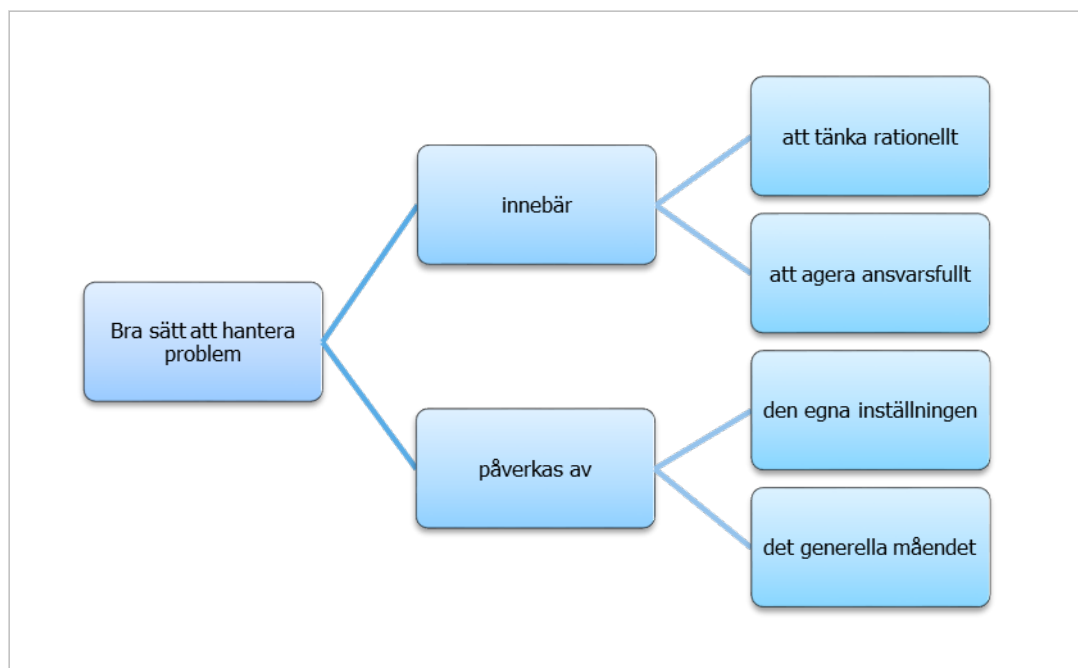 att tänka rationellt
innebär
att agera ansvarsfullt
Bra sätt att hantera
problem
den egna inställningen
påverkas av
det generella måendet